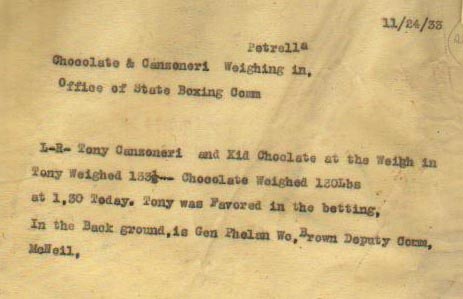 11/24/33
Petrella
Chocolate & Canzoneri Weighing in,
Office of State Boxing Comm
L-R- Tony Canzoneri and Kid Choclate at the Weigh in
Tony Weighed 133½-- Chocolate Weighed 130Lbs
at 1,30 Today. Tony was Favored in the betting,
In the Back ground,is Gen Phelan Wo,Brown Deputy Comm,
McNeil,